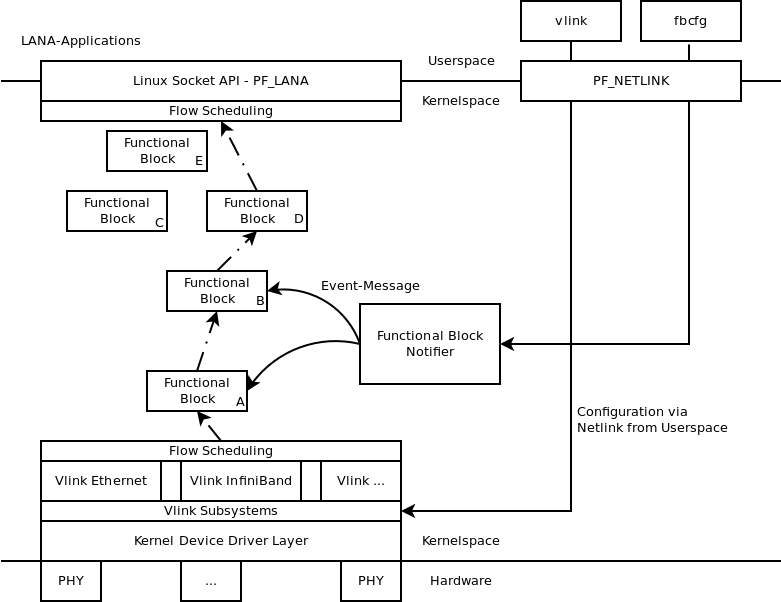 vlink
fbcfg
LANA-Applications
Userspace
Linux Socket API - PF_LANA
PF_NETLINK
Kernelspace
Flow Scheduling
Functional
Block
E
Functional
Block
C
Functional
Block
D
Functional
Block
B
Event-Message
Functional Block
Notifier
Functional
Block
A
Configuration via
Netlink from Userspace
Flow Scheduling
Vlink Ethernet
Vlink InfiniBand
Vlink ...
Vlink Subsystems
Kernel Device Driver Layer
Kernelspace
PHY
...
PHY
Hardware